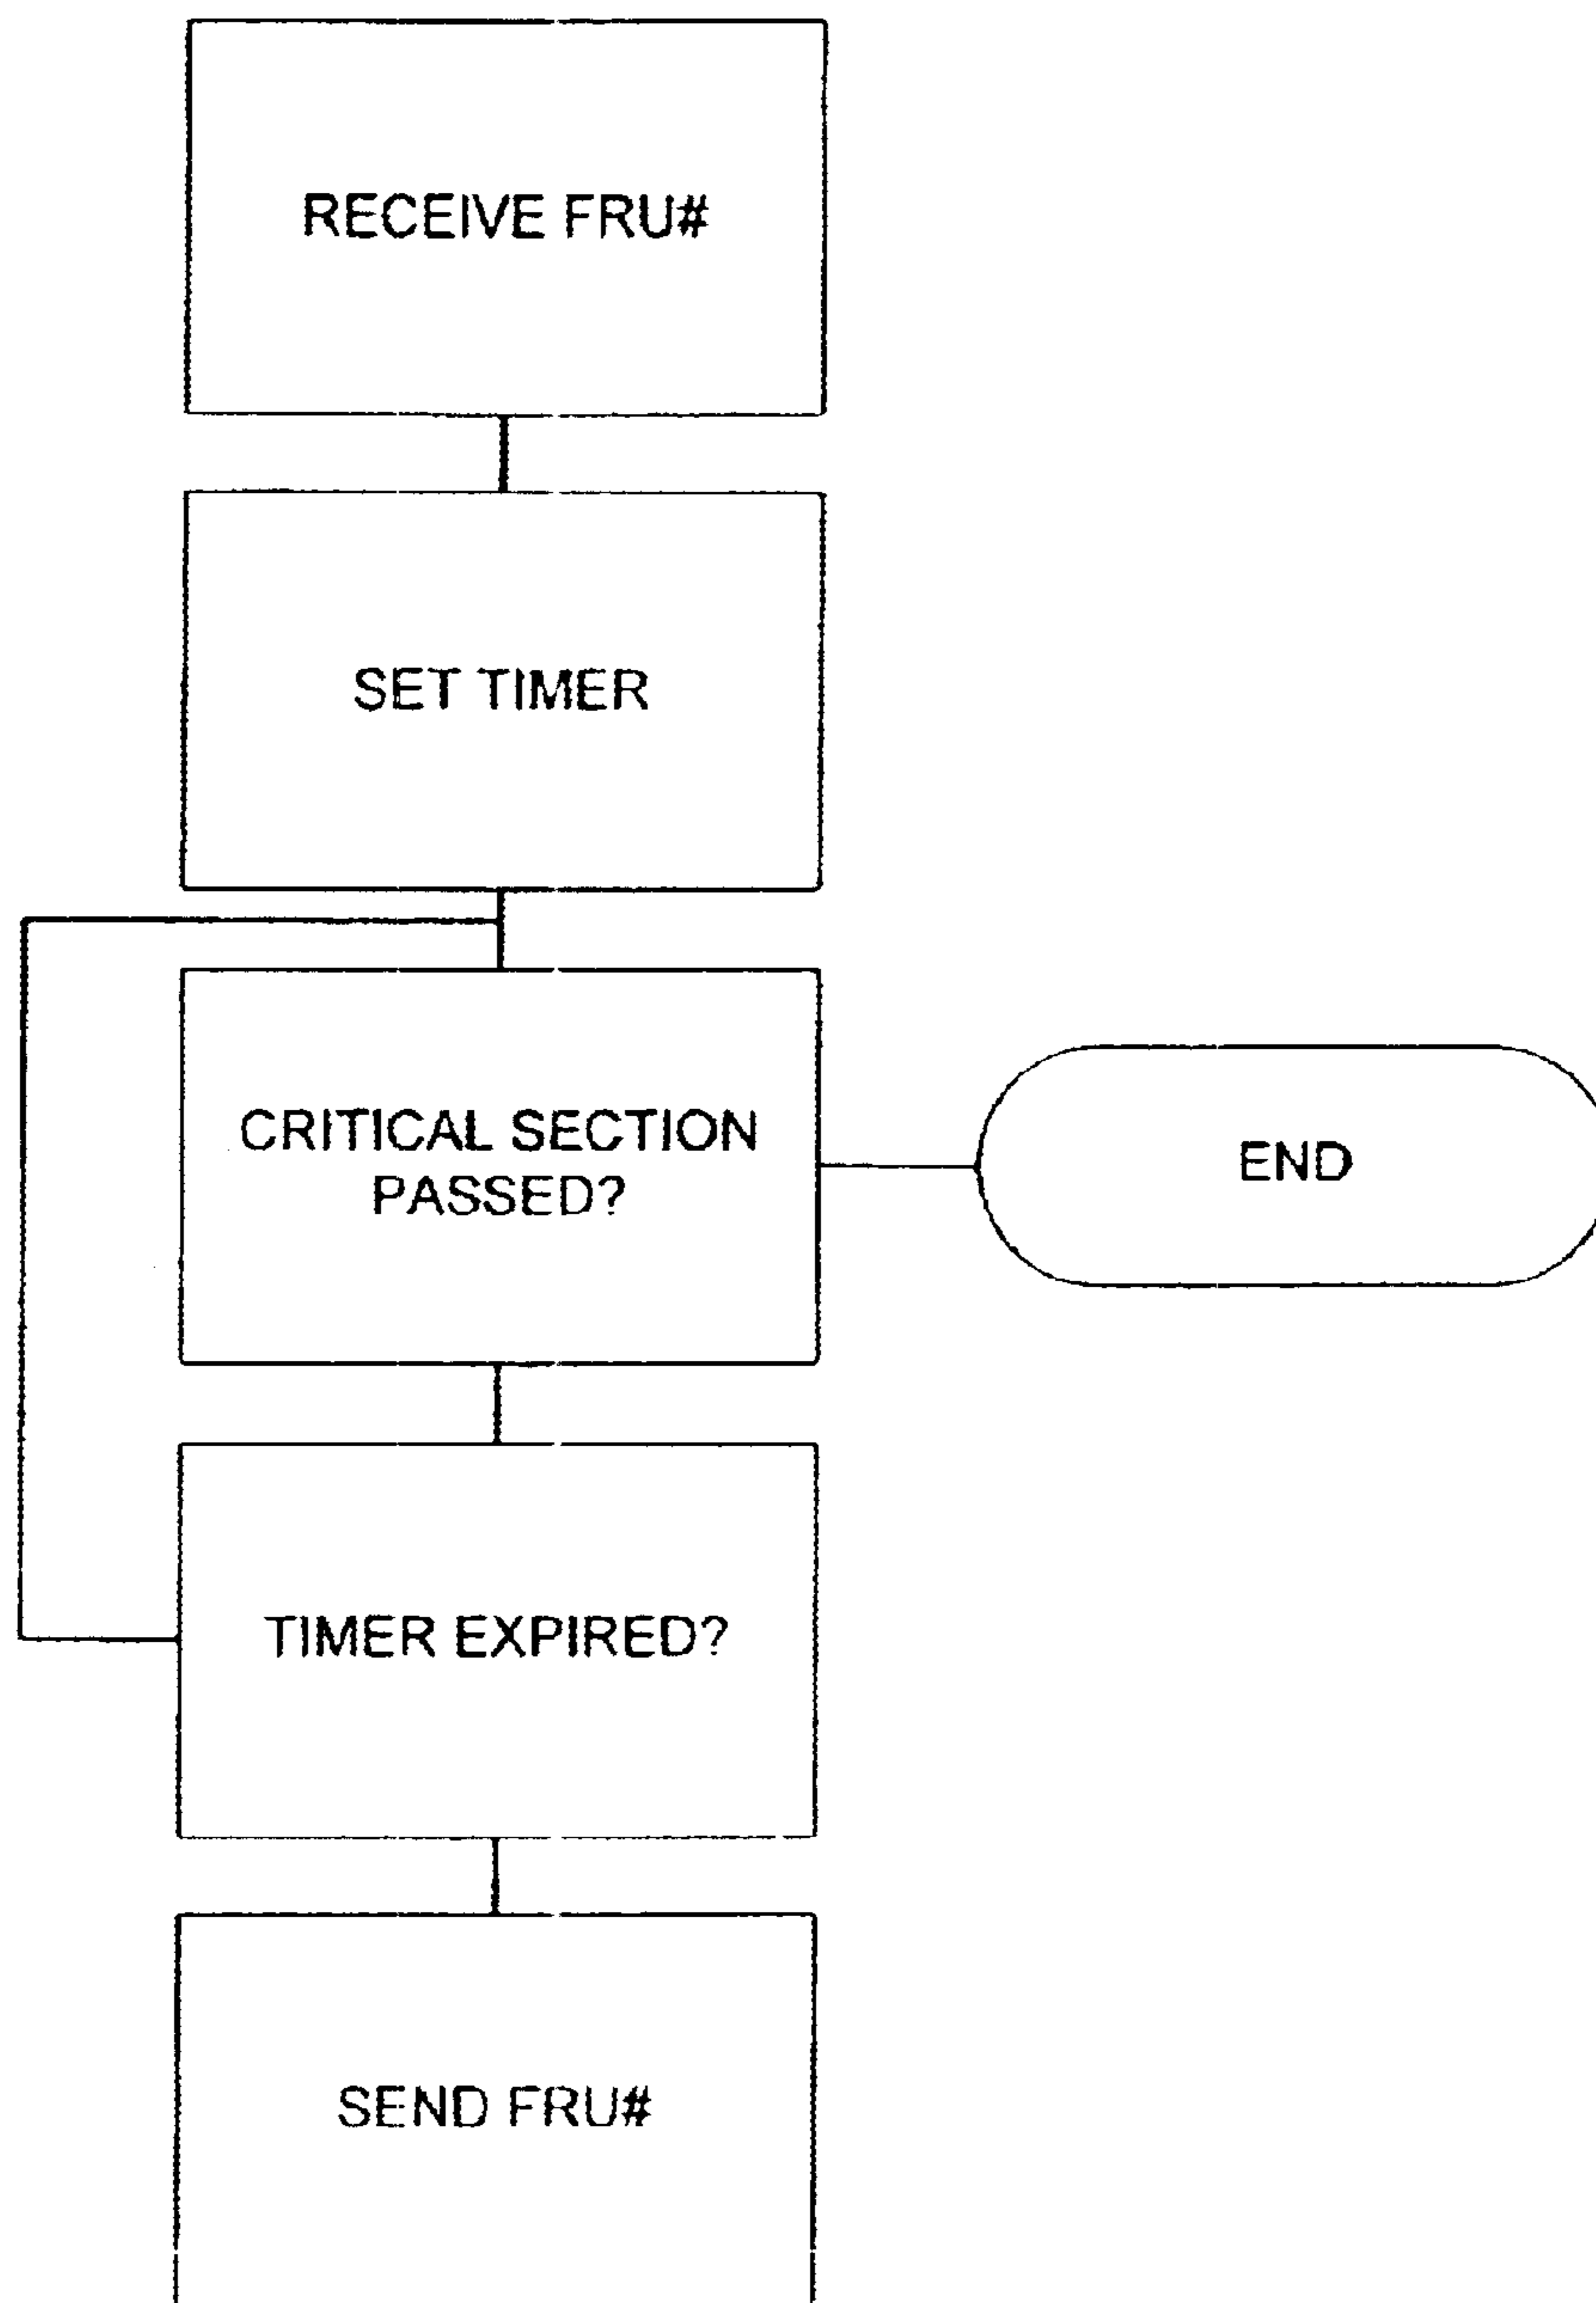 RECEIVE FRU#
SET TIMER
CRITICAL SECTION
PASSED?
END
TIMER EXPIRED?
SEND FRU#